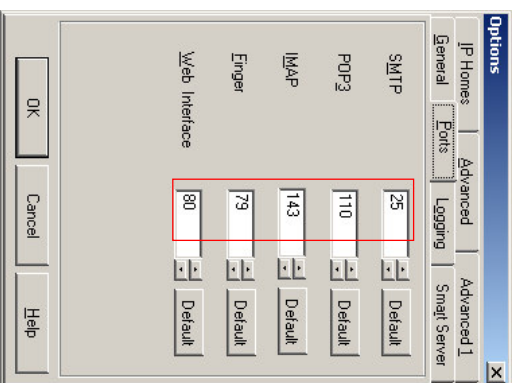 Options
IP Homes Advanced Advanced 1
General Ports Logging Smart Server
SMTP 25 Default
POP3 110 Default
IMAP 143 Default
Finger 79 Default
Web Interface 80 Default
OK Cancel Help